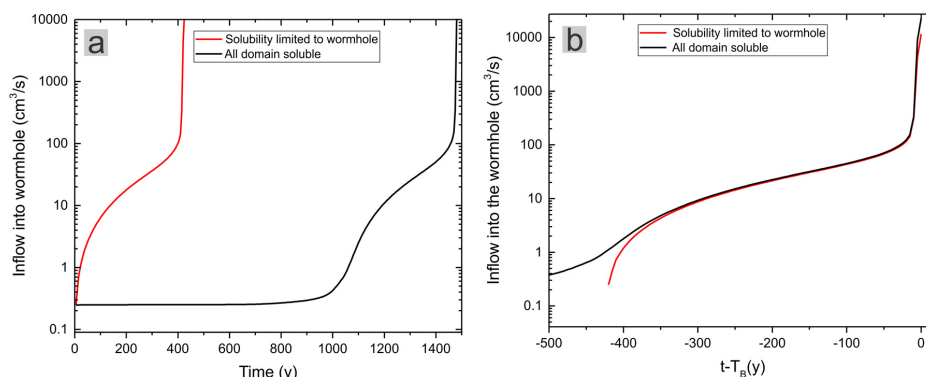 a
Solubility limited to wormhole
All domain soluble
Inflow into wormhole (cm³/s)
10000
1000
100
10
1
0.1
0
200
400
600
800
1000
1200
1400
Time (y)
b
Solubility limited to wormhole
All domain soluble
Inflow into the wormhole (cm³/s)
10000
1000
100
10
1
0.1
-500
-400
-300
-200
-100
0
t-T_B(y)